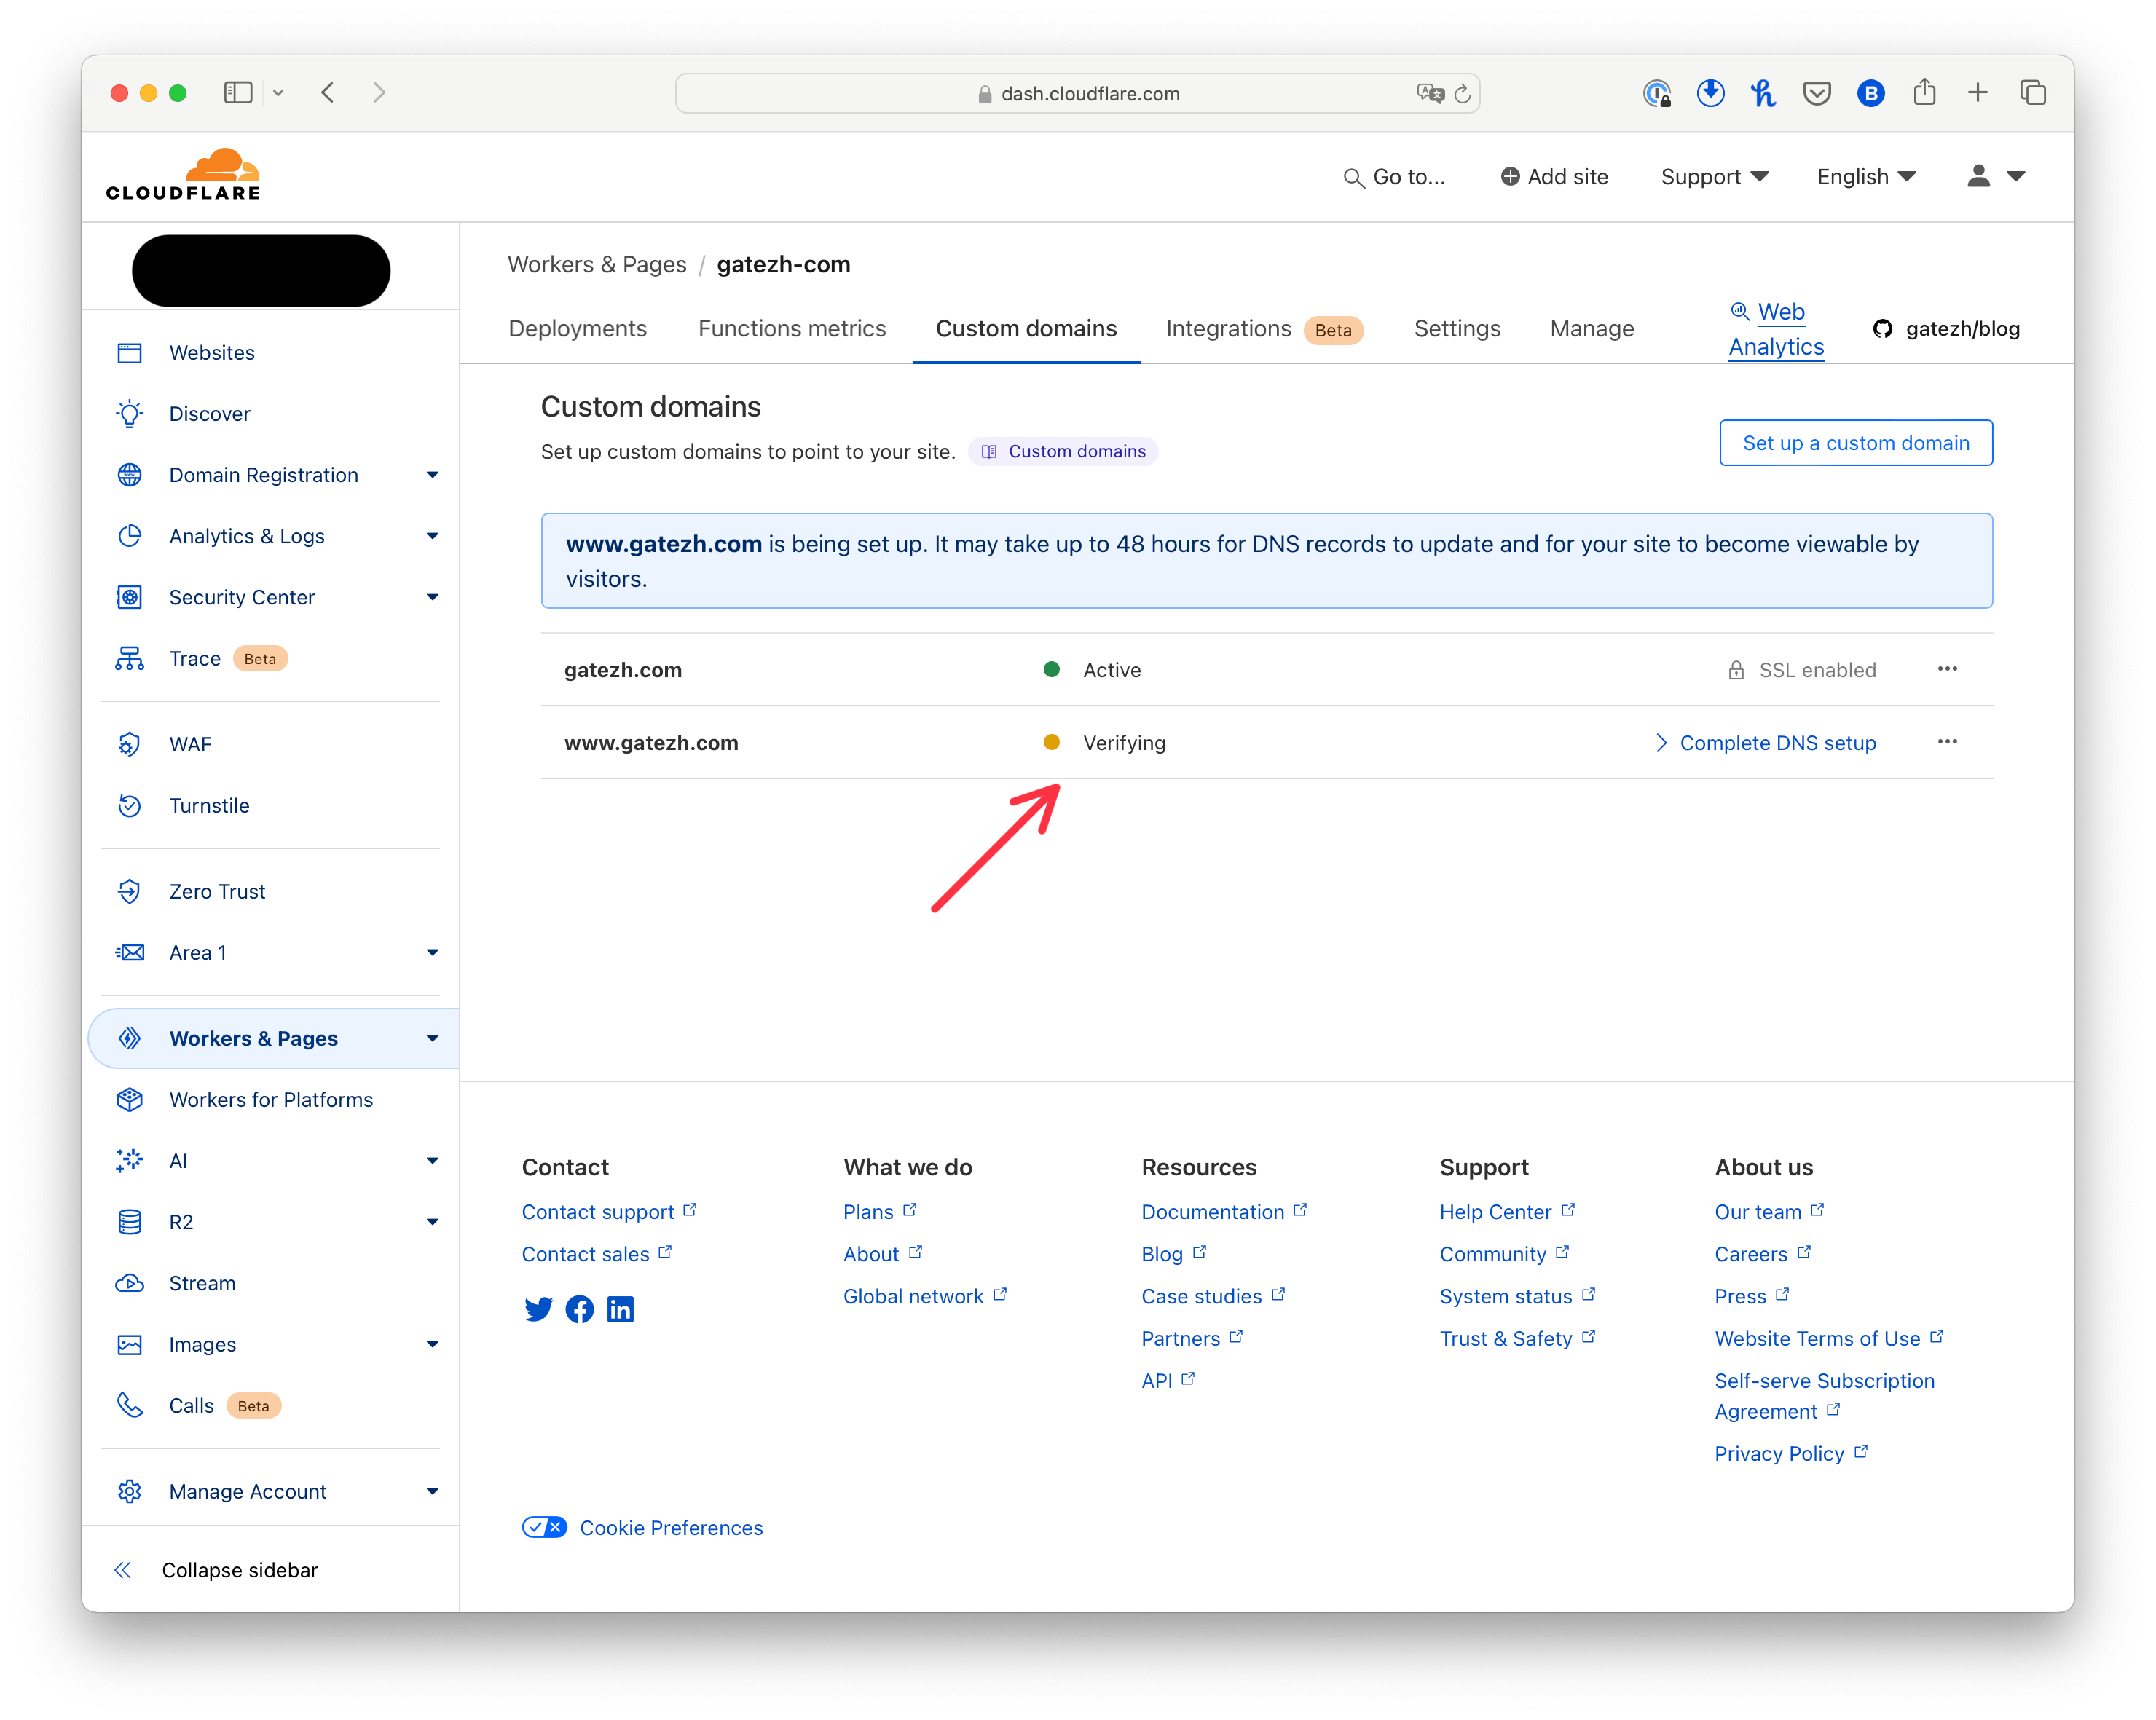 dash.cloudflare.com
CLOUDFLARE
Go to...
Add site
Support
English
Websites
Discover
Domain Registration
Analytics & Logs
Security Center
Trace Beta
WAF
Turnstile
Zero Trust
Area 1
Workers & Pages
Workers for Platforms
AI
R2
Stream
Images
Calls Beta
Manage Account
Collapse sidebar
Workers & Pages / gatezh-com
Deployments
Functions metrics
Custom domains
Integrations Beta
Settings
Manage
Web
Analytics
gatezh/blog
Custom domains
Set up custom domains to point to your site. Custom domains
Set up a custom domain
www.gatezh.com is being set up. It may take up to 48 hours for DNS records to update and for your site to become viewable by
visitors.
gatezh.com Active SSL enabled
www.gatezh.com Verifying Complete DNS setup
Contact
Contact support
Contact sales
What we do
Plans
About
Global network
Resources
Documentation
Blog
Case studies
Partners
API
Support
Help Center
Community
System status
Trust & Safety
About us
Our team
Careers
Press
Website Terms of Use
Self-serve Subscription
Agreement
Privacy Policy
Cookie Preferences